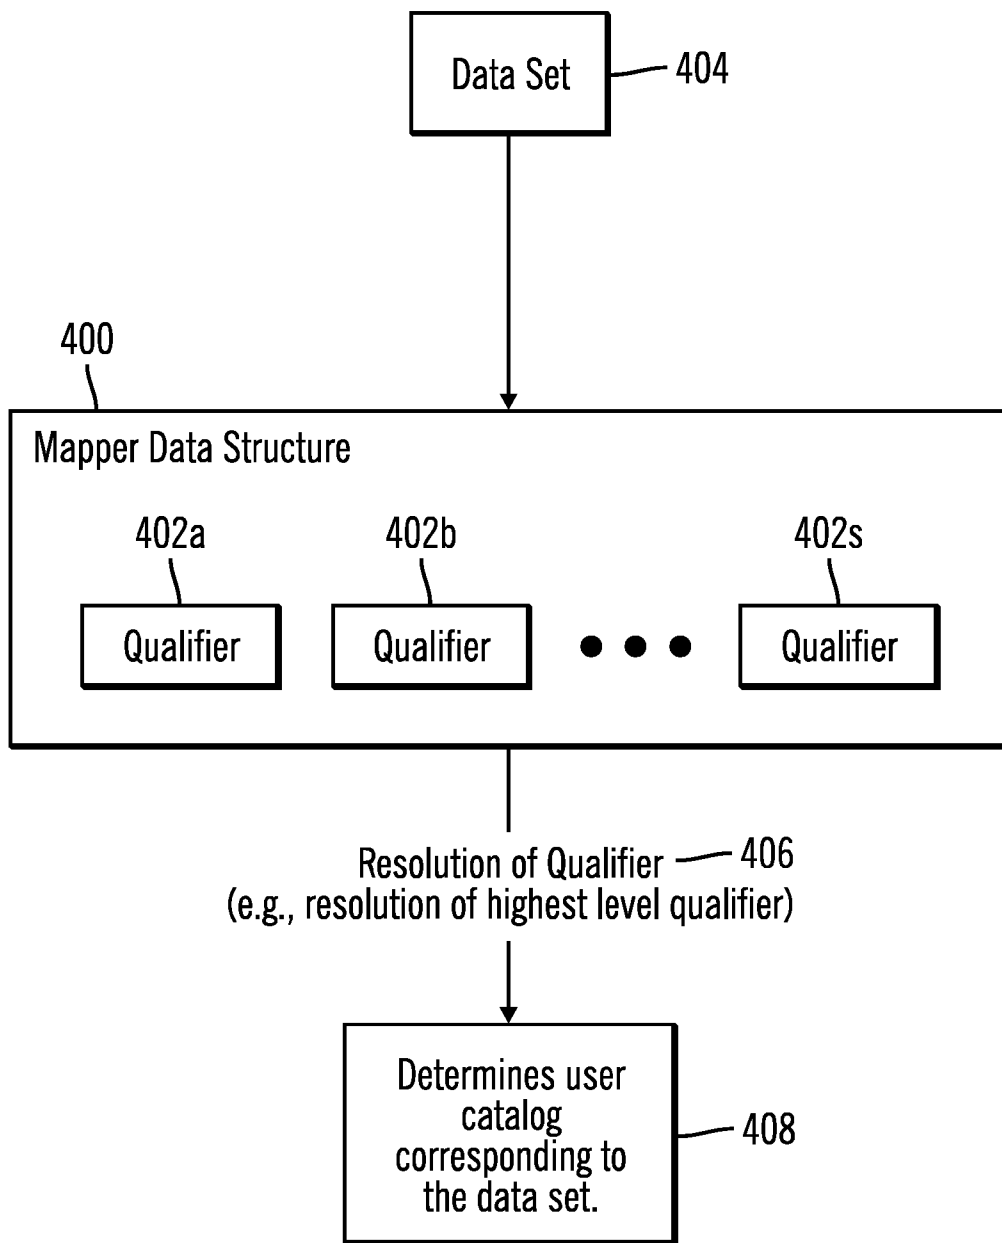 Data Set
404
400
Mapper Data Structure
402a
402b
402s
Qualifier
Qualifier
Qualifier
Resolution of Qualifier
406
(e.g., resolution of highest level qualifier)
Determines user
catalog
corresponding to
the data set.
408